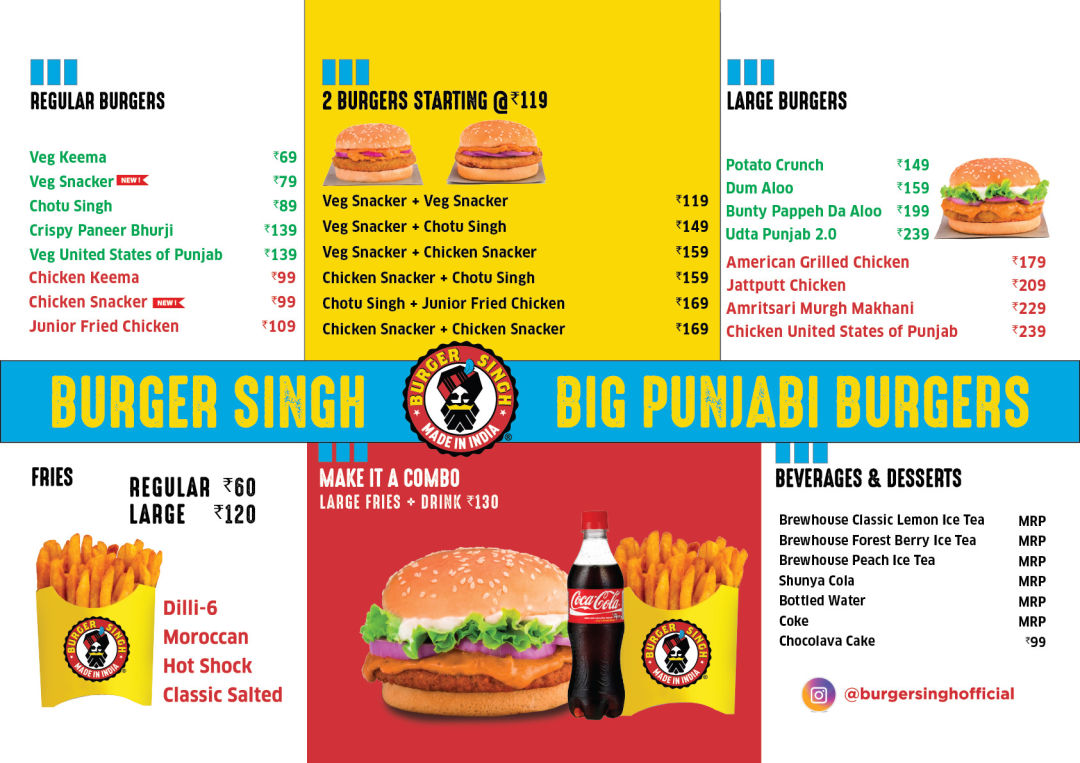 REGULAR BURGERS
Veg Keema ₹69
Veg Snacker NEW! ₹79
Chotu Singh ₹89
Crispy Paneer Bhurji ₹139
Veg United States of Punjab ₹139
Chicken Keema ₹99
Chicken Snacker NEW! ₹99
Junior Fried Chicken ₹109
2 BURGERS STARTING @₹119
Veg Snacker + Veg Snacker ₹119
Veg Snacker + Chotu Singh ₹149
Veg Snacker + Chicken Snacker ₹159
Chicken Snacker + Chotu Singh ₹159
Chotu Singh + Junior Fried Chicken ₹169
Chicken Snacker + Chicken Snacker ₹169
LARGE BURGERS
Potato Crunch ₹149
Dum Aloo ₹159
Bunty Pappeh Da Aloo ₹199
Udta Punjab 2.0 ₹239
American Grilled Chicken ₹179
Jattputt Chicken ₹209
Amritsari Murgh Makhani ₹229
Chicken United States of Punjab ₹239
BURGER SINGH
BURGER SINGH
MADE IN INDIA
®
BIG PUNJABI BURGERS
FRIES
REGULAR ₹60
LARGE ₹120
BURGER SINGH
MADE IN INDIA
®
Dilli-6
Moroccan
Hot Shock
Classic Salted
MAKE IT A COMBO
LARGE FRIES + DRINK ₹130
Coca-Cola
BURGER SINGH
MADE IN INDIA
®
BEVERAGES & DESSERTS
Brewhouse Classic Lemon Ice Tea MRP
Brewhouse Forest Berry Ice Tea MRP
Brewhouse Peach Ice Tea MRP
Shunya Cola MRP
Bottled Water MRP
Coke MRP
Chocolava Cake ₹99
@burgersinghofficial